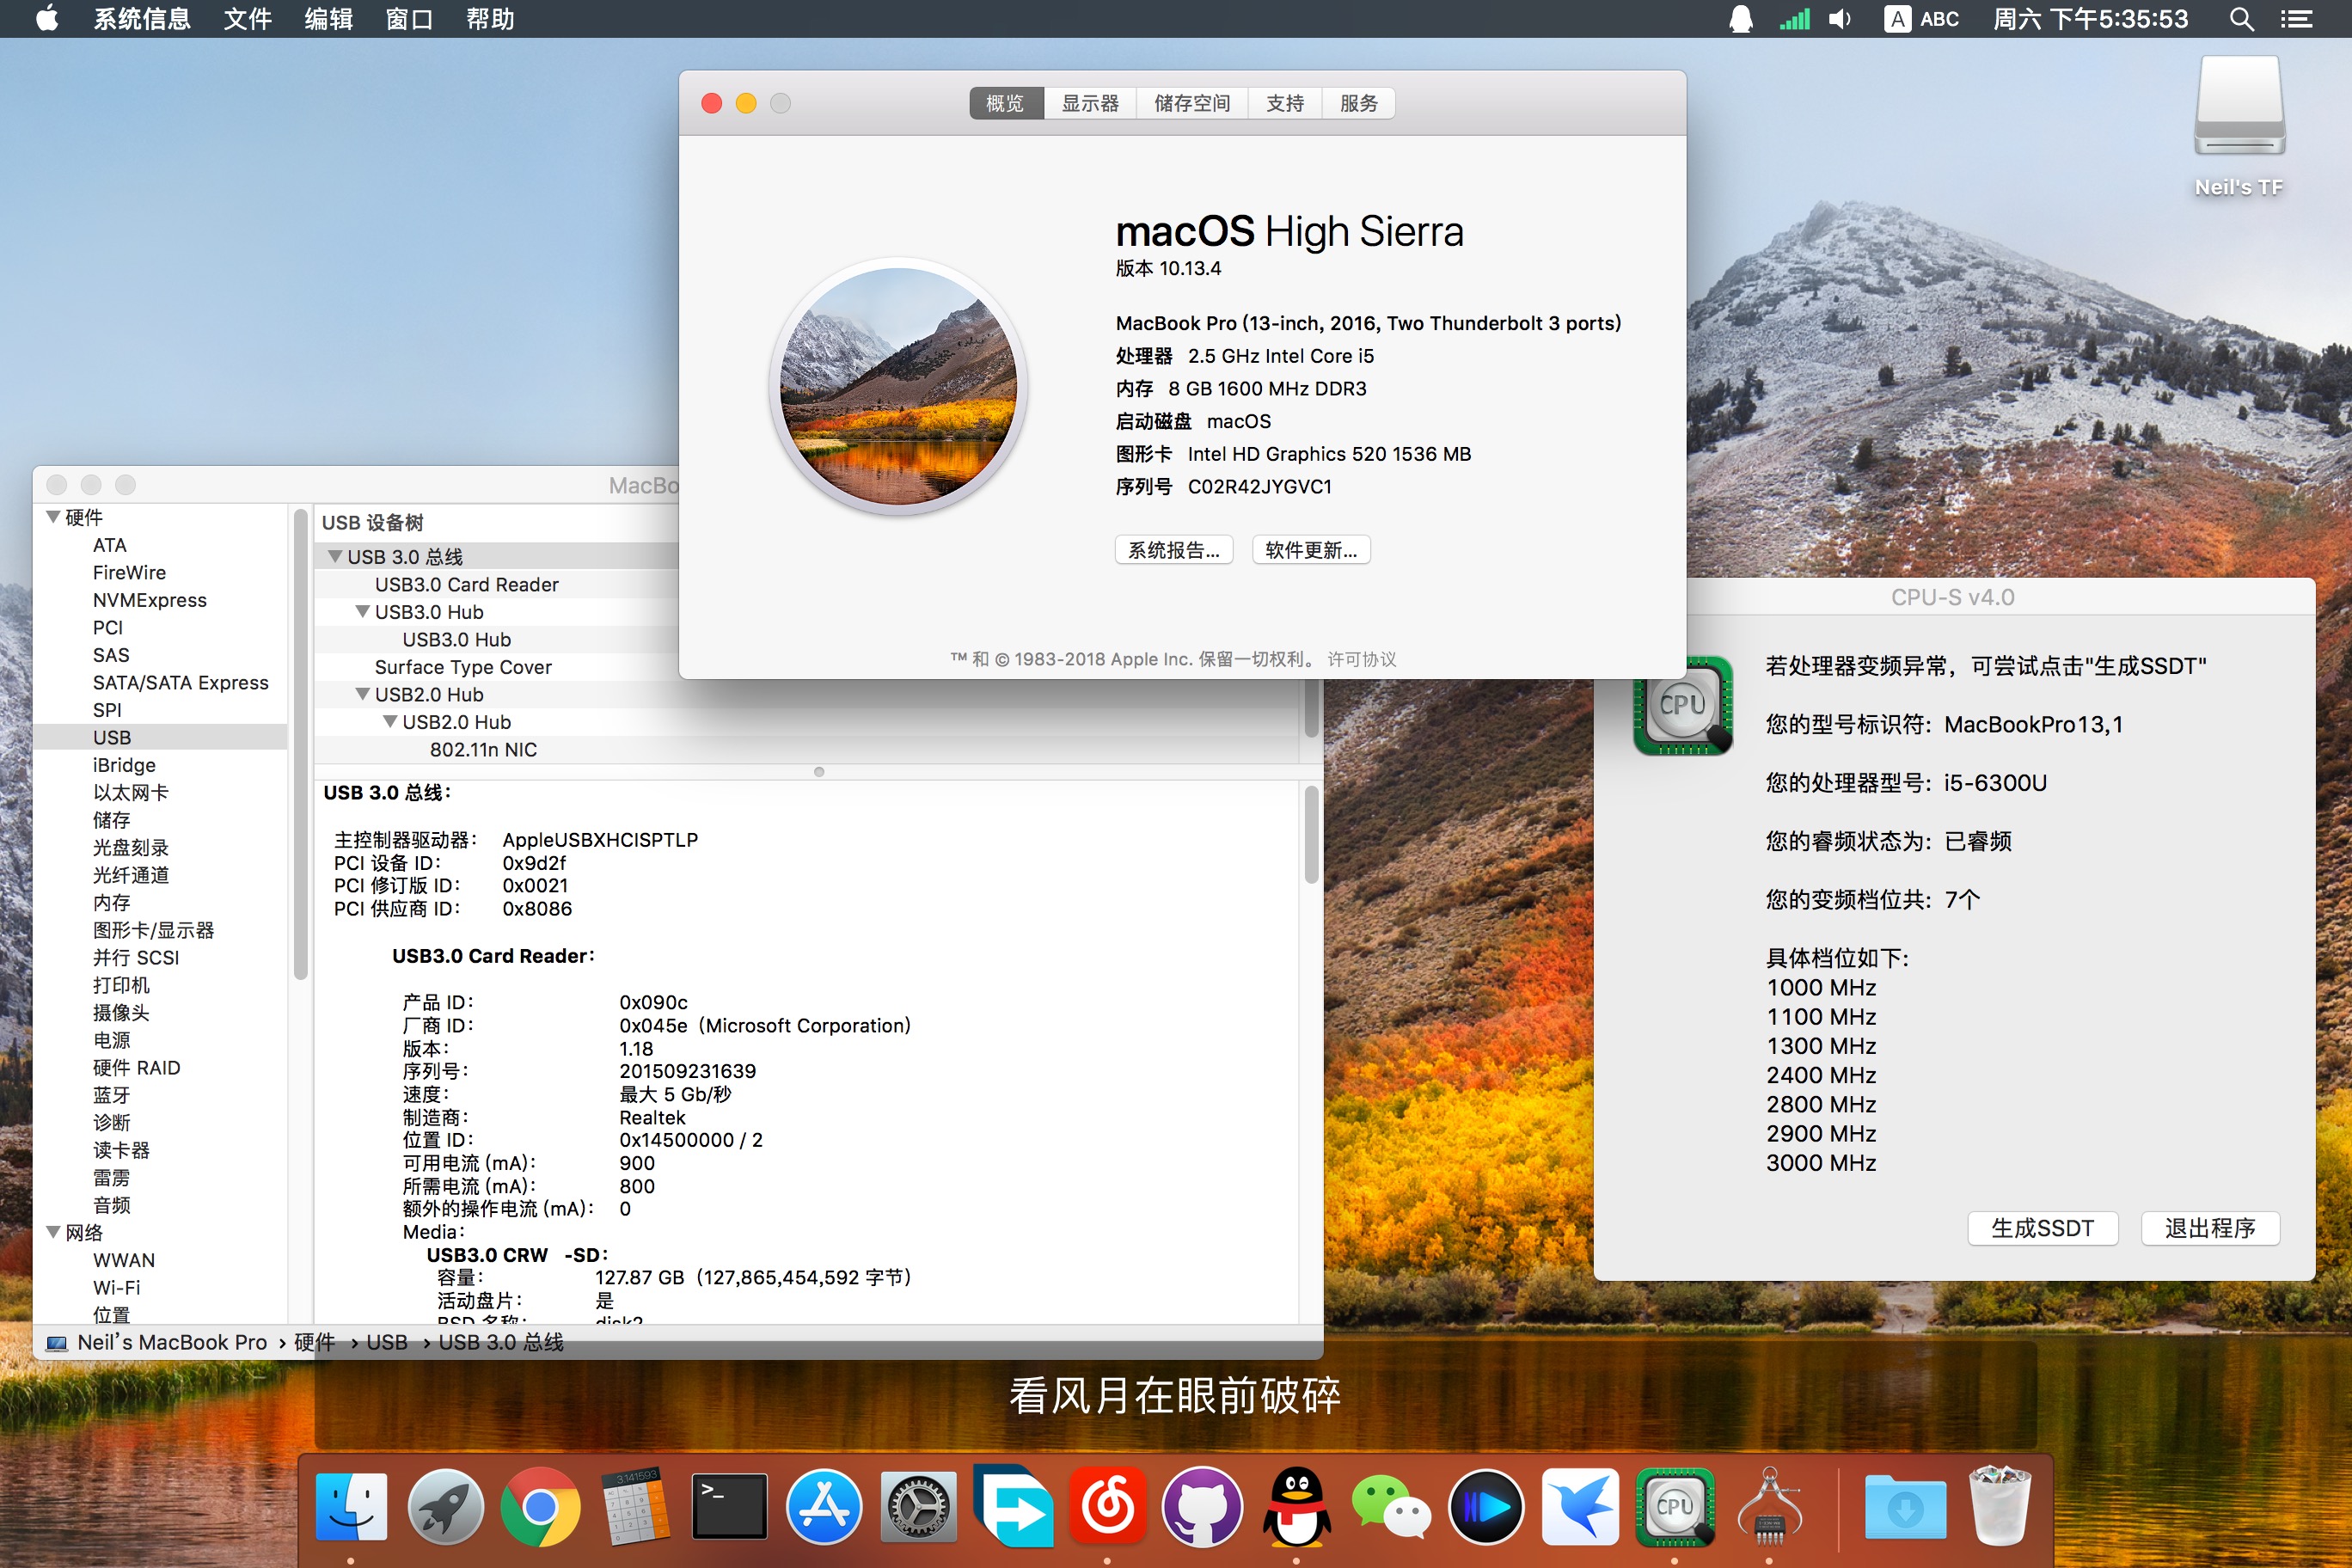 系统信息 文件 编辑 窗口 帮助
A ABC 周六 下午5:35:53
Neil's TF
概览 显示器 储存空间 支持 服务
macOS High Sierra
版本 10.13.4
MacBook Pro (13-inch, 2016, Two Thunderbolt 3 ports)
处理器 2.5 GHz Intel Core i5
内存 8 GB 1600 MHz DDR3
启动磁盘 macOS
图形卡 Intel HD Graphics 520 1536 MB
序列号 C02R42JYGVC1
系统报告... 软件更新...
™ 和 © 1983-2018 Apple Inc. 保留一切权利。 许可协议
硬件
ATA
FireWire
NVMExpress
PCI
SAS
SATA/SATA Express
SPI
USB
iBridge
以太网卡
储存
光盘刻录
光纤通道
内存
图形卡/显示器
并行 SCSI
打印机
摄像头
电源
硬件 RAID
蓝牙
诊断
读卡器
雷雳
音频
网络
WWAN
Wi-Fi
位置
USB 设备树
USB 3.0 总线
USB3.0 Card Reader
USB3.0 Hub
USB3.0 Hub
Surface Type Cover
USB2.0 Hub
USB2.0 Hub
802.11n NIC
USB 3.0 总线:
主控制器驱动器: AppleUSBXHCISPTLP
PCI 设备 ID: 0x9d2f
PCI 修订版 ID: 0x0021
PCI 供应商 ID: 0x8086
USB3.0 Card Reader:
产品 ID: 0x090c
厂商 ID: 0x045e (Microsoft Corporation)
版本: 1.18
序列号: 201509231639
速度: 最大 5 Gb/秒
制造商: Realtek
位置 ID: 0x14500000 / 2
可用电流 (mA): 900
所需电流 (mA): 800
额外的操作电流 (mA): 0
Media:
USB3.0 CRW -SD:
容量: 127.87 GB (127,865,454,592 字节)
活动盘片: 是
BSD 名称: disk2
Neil's MacBook Pro › 硬件 › USB › USB 3.0 总线
CPU-S v4.0
CPU
若处理器变频异常，可尝试点击"生成SSDT"
您的型号标识符: MacBookPro13,1
您的处理器型号: i5-6300U
您的睿频状态为: 已睿频
您的变频档位共: 7个
具体档位如下:
1000 MHz
1100 MHz
1300 MHz
2400 MHz
2800 MHz
2900 MHz
3000 MHz
生成SSDT 退出程序
看风月在眼前破碎
3.141593
>_
CPU